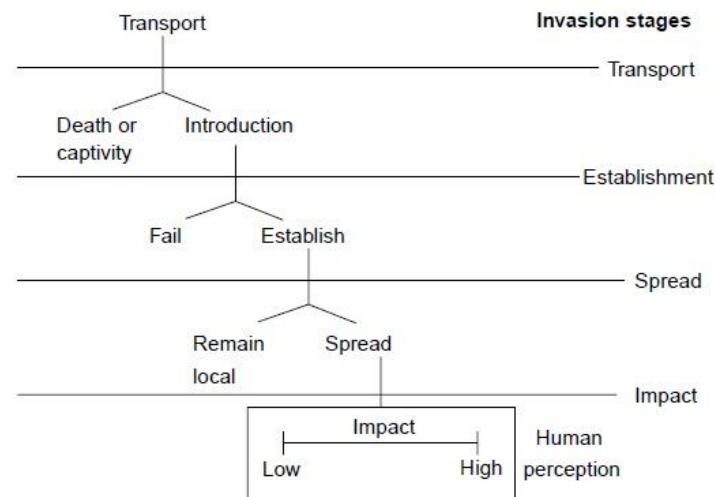 Transport
Invasion stages
Transport
Death or
captivity
Introduction
Establishment
Fail
Establish
Spread
Remain
local
Spread
Impact
Impact
Low
High
Human
perception